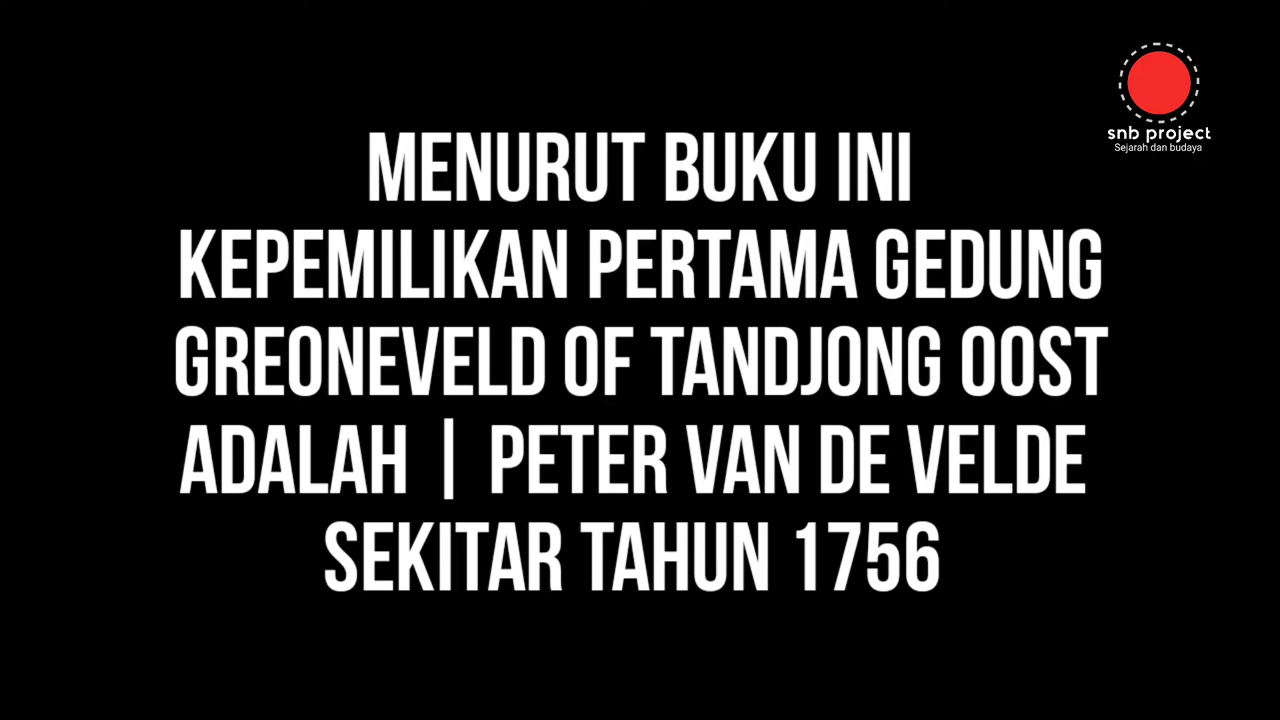 snb project
Sejarah dan budaya
MENURUT BUKU INI
KEPEMILIKAN PERTAMA GEDUNG
GREONEVELD OF TANDJONG OOST
ADALAH | PETER VAN DE VELDE
SEKITAR TAHUN 1756